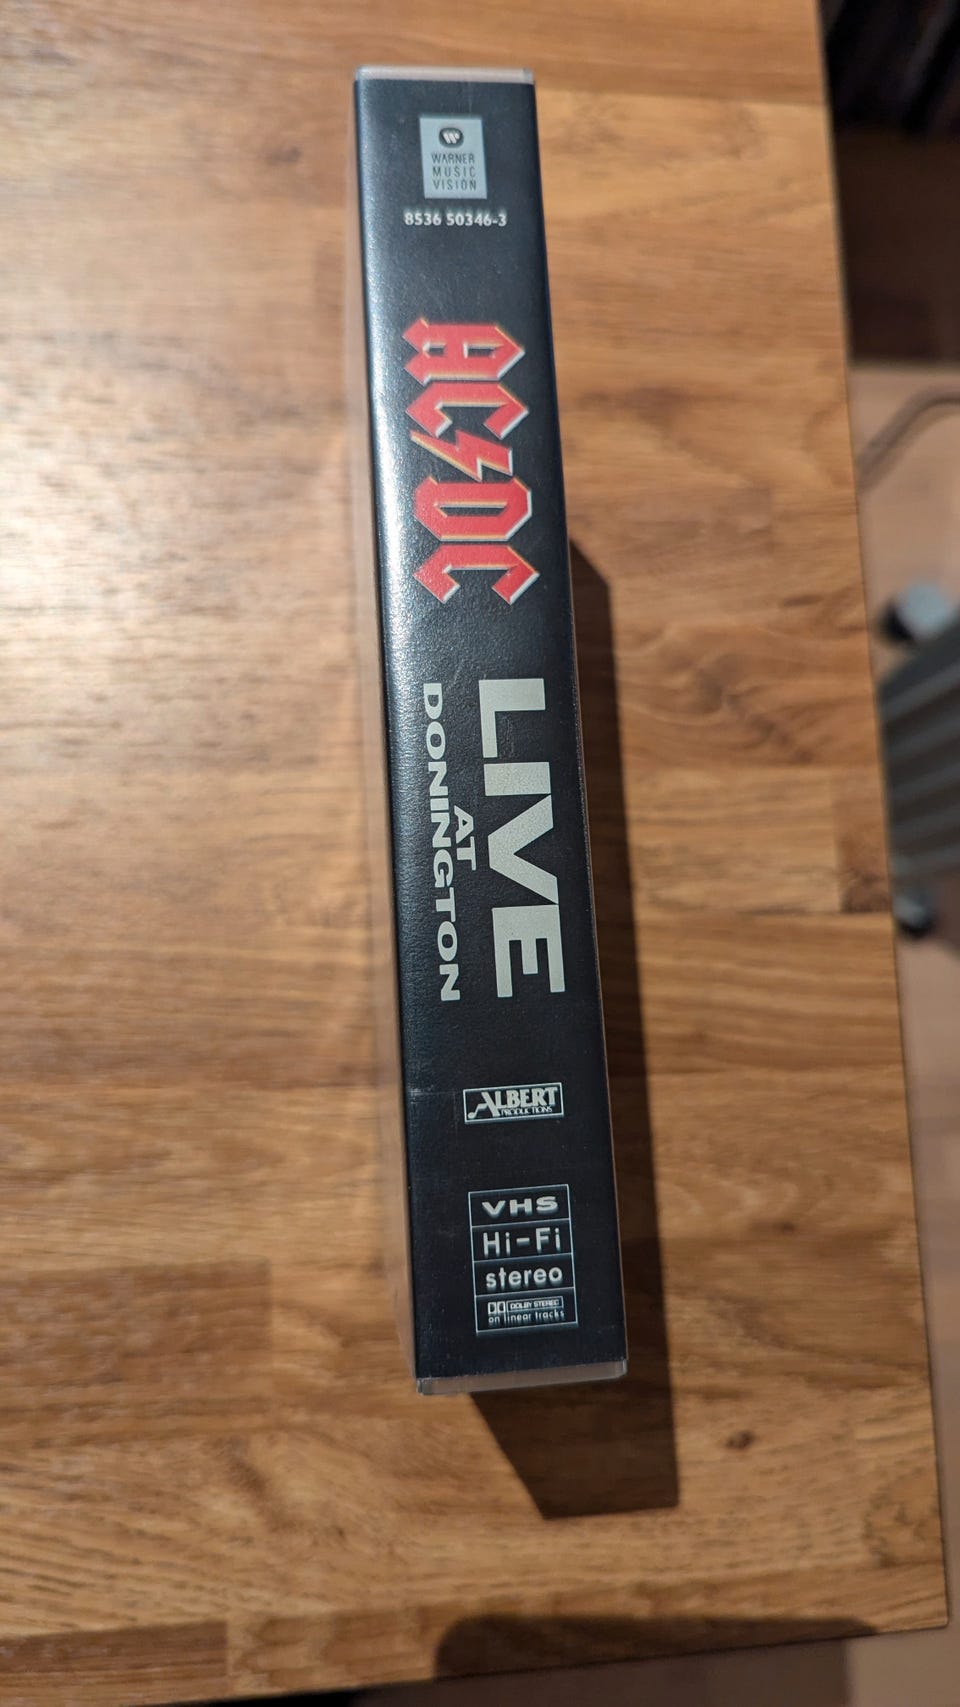 WARNER
MUSIC
VISION
8536 50346-3
AC/DC
LIVE
AT
DONINGTON
ALBERT
PRODUCTIONS
VHS
Hi-Fi
stereo
DOLBY STEREO
on linear tracks